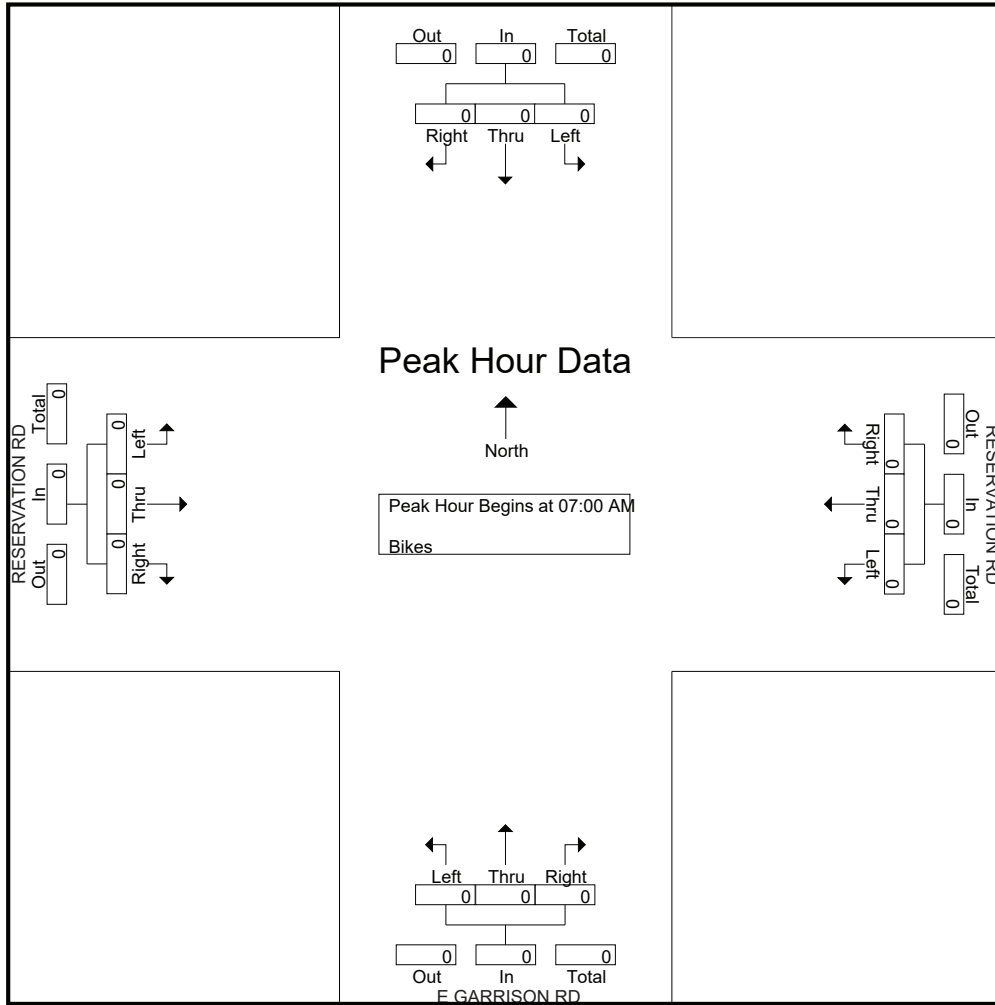 Out In Total
0 0 0
0 0 0
Right Thru Left
Peak Hour Data
North
Peak Hour Begins at 07:00 AM
Bikes
RESERVATION RD
Total In Out
0 0 0
0 0 0
Left Thru Right
Right Thru Left
0 0 0
0 0 0
Out In Total
RESERVATION RD
Left Thru Right
0 0 0
0 0 0
Out In Total
E GARRISON RD